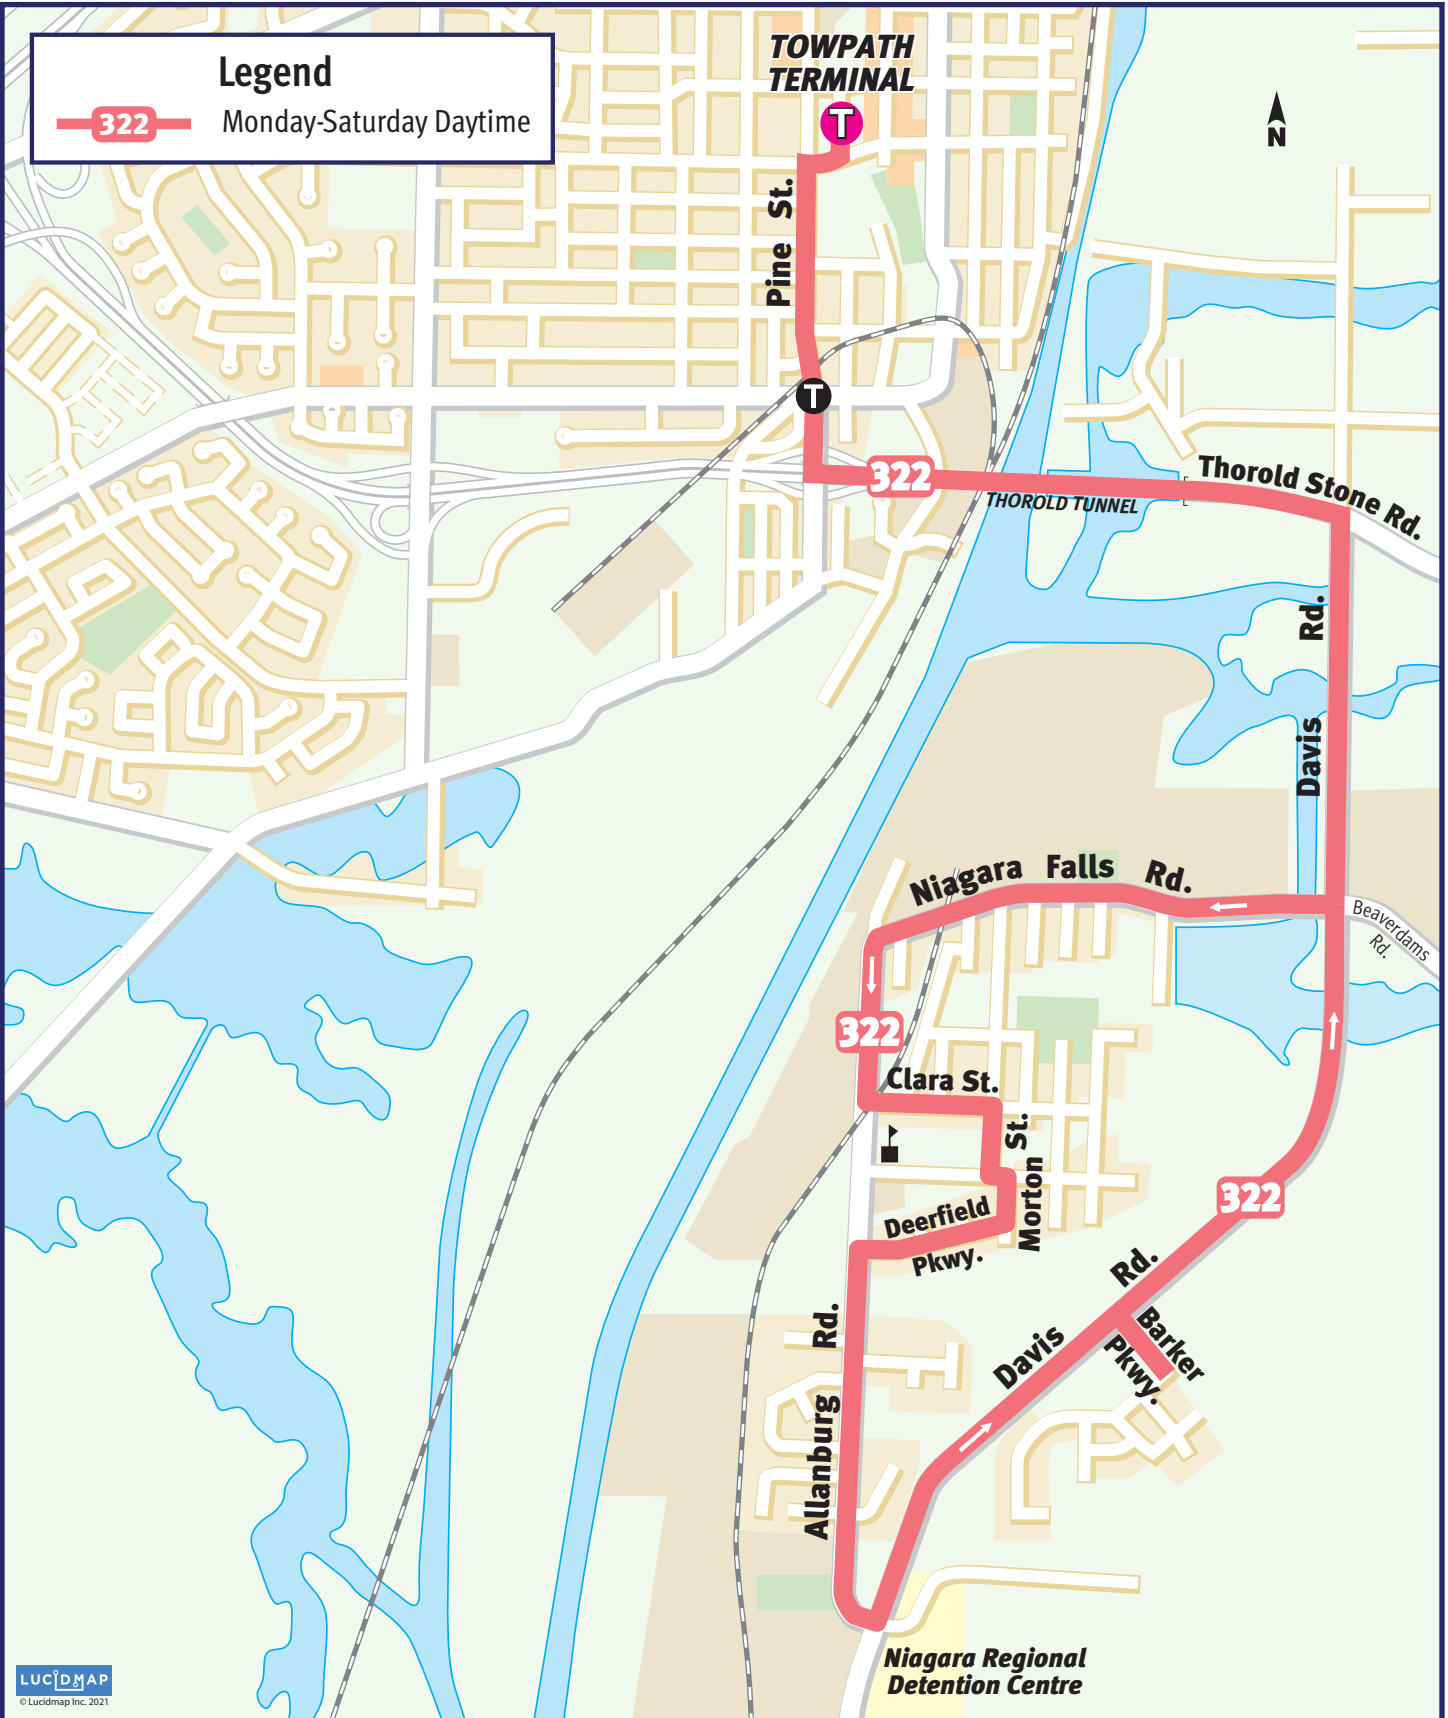 Legend
322 Monday-Saturday Daytime
TOWPATH
TERMINAL
T
N
Pine St.
T
322
THOROLD TUNNEL
Thorold Stone Rd.
Davis Rd.
Niagara Falls Rd.
Beaverdams
Rd.
322
Clara St.
Morton St.
Deerfield
Pkwy.
322
Davis Rd.
Barker
Pkwy.
Allanburg Rd.
Niagara Regional
Detention Centre
LUCIDMAP
© Lucidmap Inc. 2021